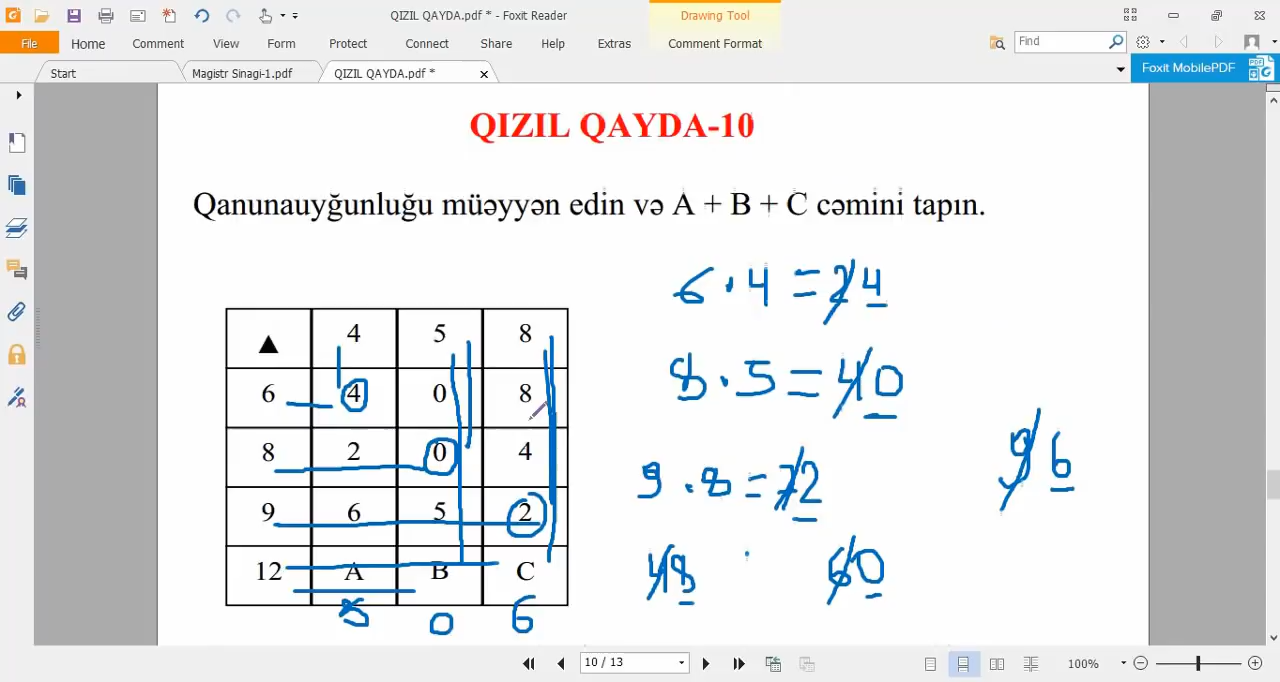 QIZIL QAYDA.pdf * - Foxit Reader
Drawing Tool
File Home Comment View Form Protect Connect Share Help Extras Comment Format
Find
Start Magistr Sinagi-1.pdf QIZIL QAYDA.pdf *
Foxit MobilePDF
QIZIL QAYDA-10
Qanunauyğunluğu müəyyən edin və A + B + C cəmini tapın.
▲ 4 5 8
6 4 0 8
8 2 0 4
9 6 5 2
12 A B C
8 0 6
6 · 4 = 24
8 · 5 = 40
9 · 8 = 72
48 60
96
10 / 13
100%